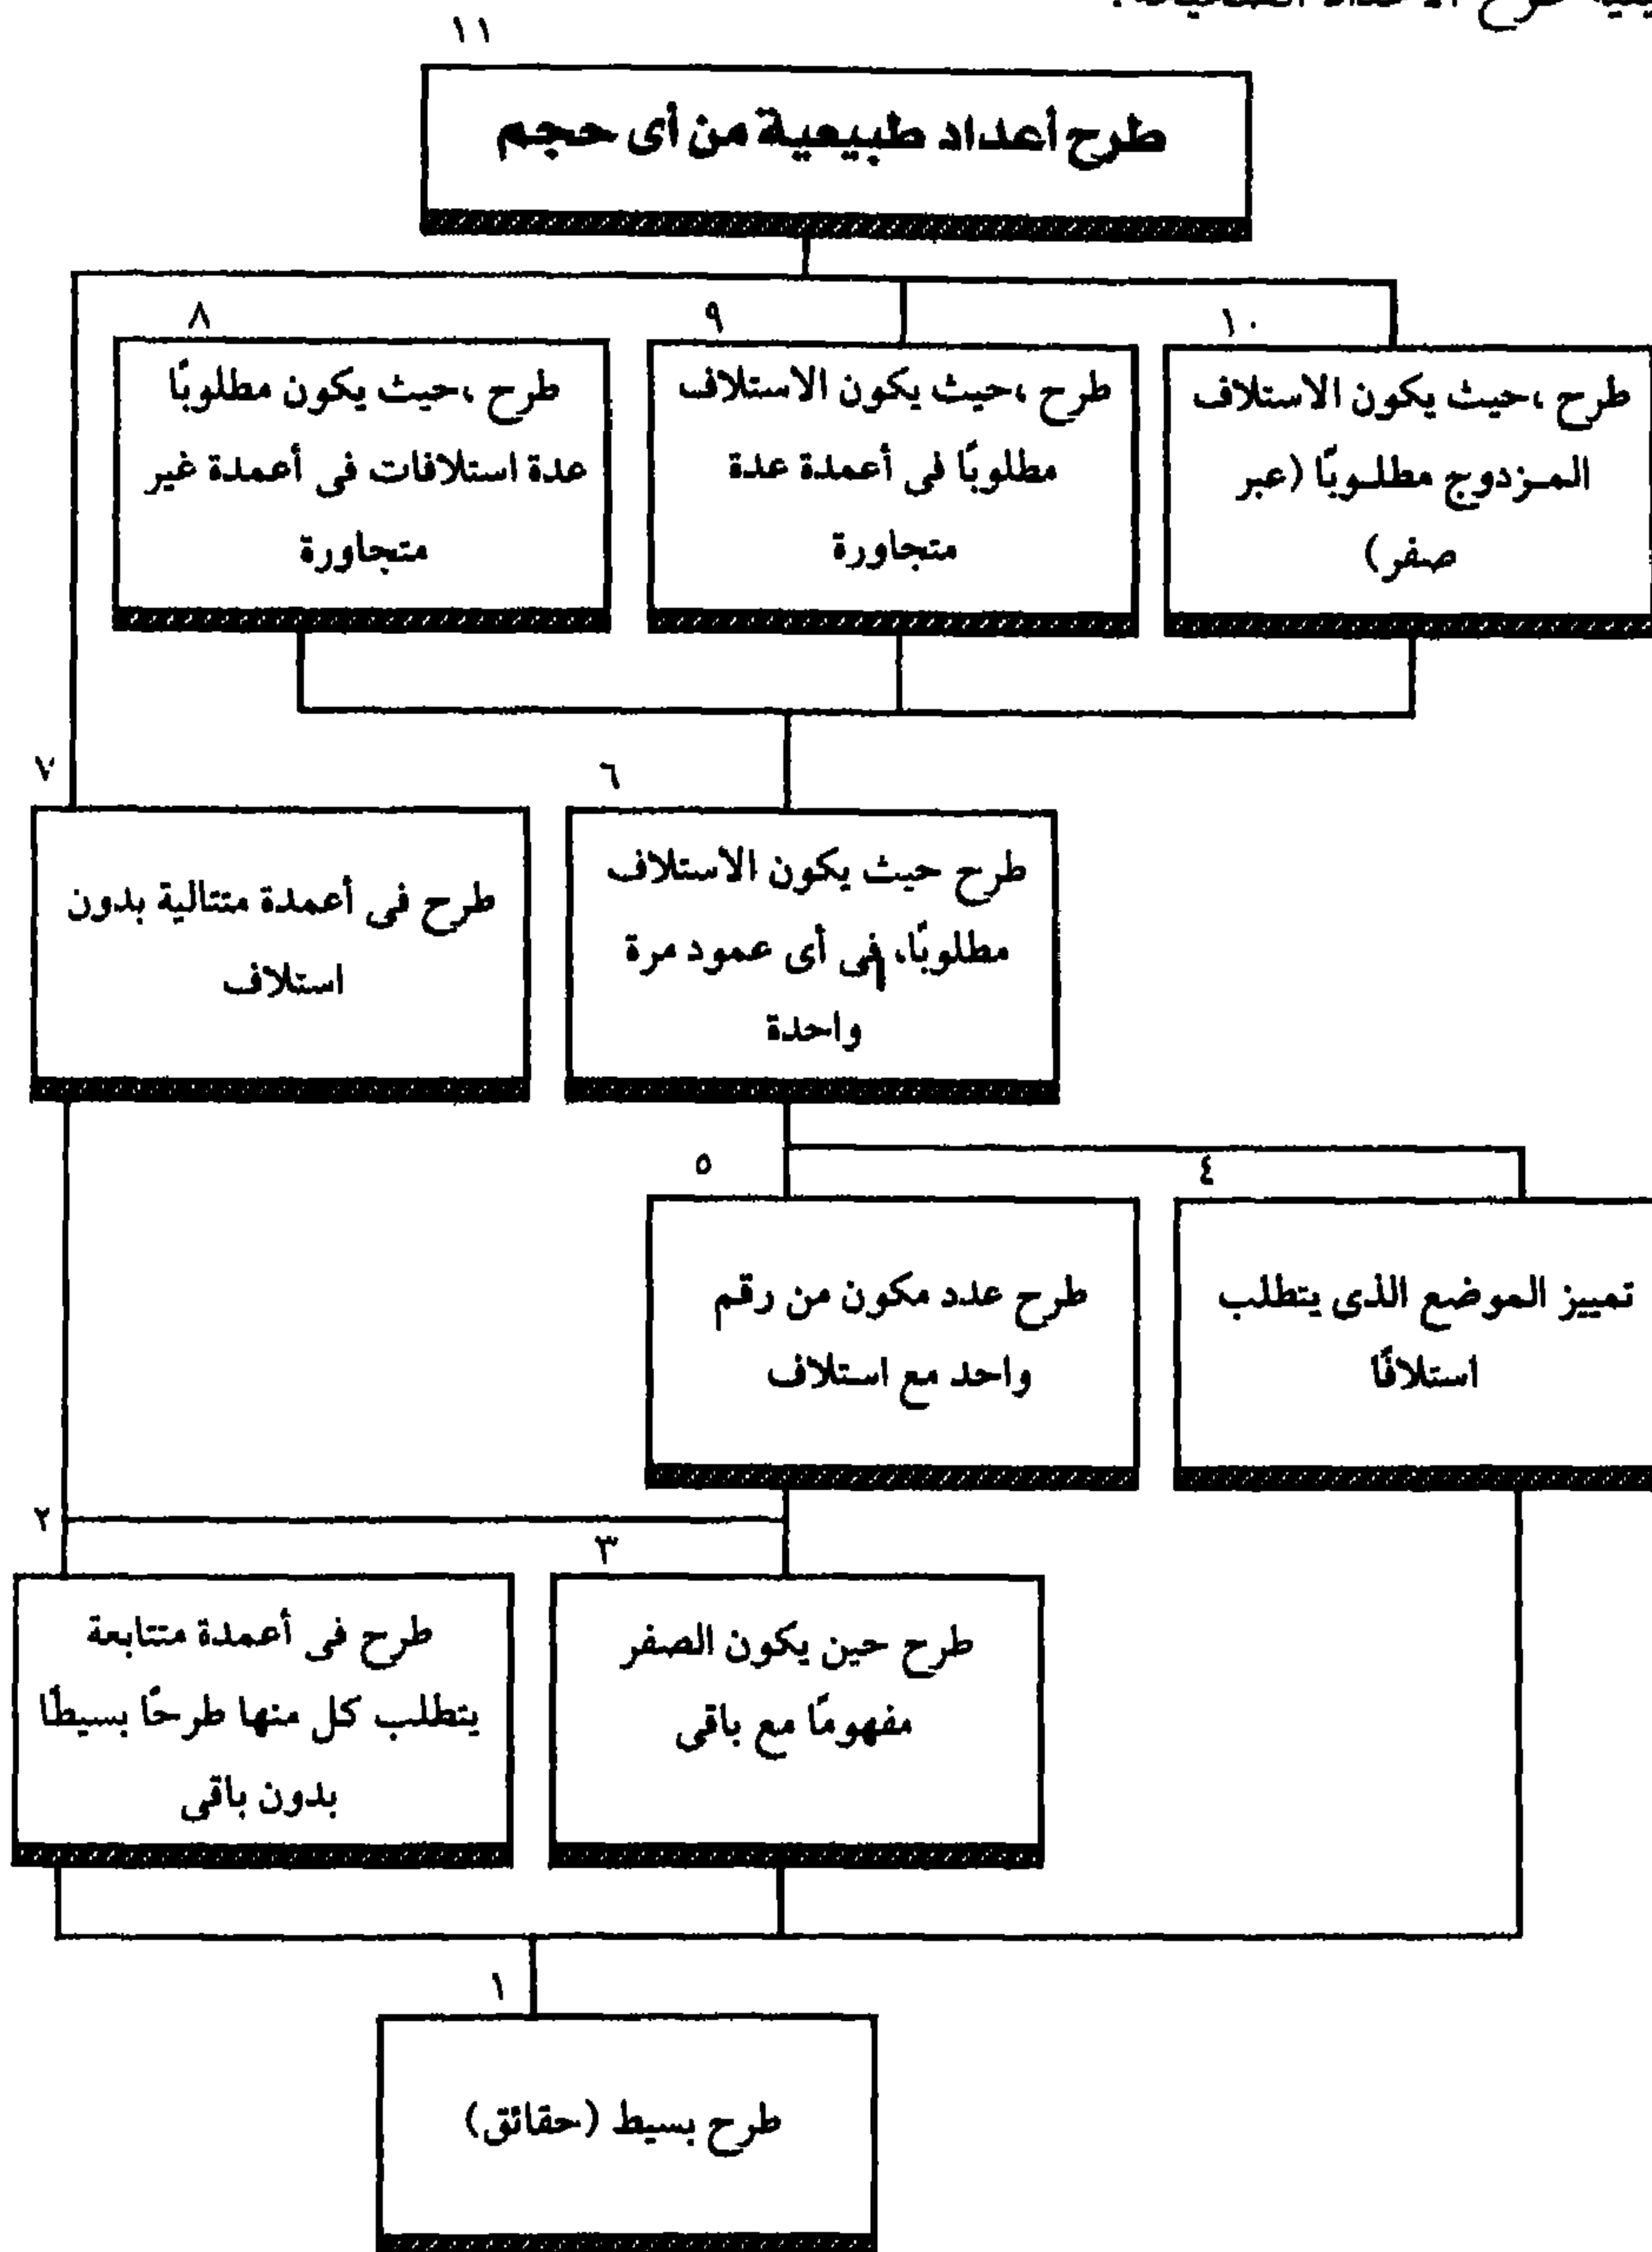 طرح الأعداد
١١
طرح أعداد طبيعية من أى حجم
١٠
طرح ،حيث يكون الاستلاف
المـزدوج مطلـوبًا (عبر
صفر)
٩
طرح ،حيث يكون الاستلاف
مطلوبًا فى أعمدة عدة
متجاورة
٨
طرح ،حيث يكون مطلوبًا
عدة استلافات فى أعمدة غير
متجاورة
٦
طرح حيث يكون الاستلاف
مطلوبًا، فى أى عمود مرة
واحدة
٧
طرح فى أعمدة متتالية بدون
استلاف
٤
تمييز الموضع الذى يتطلب
استلافًا
٥
طرح عدد مكون من رقم
واحد مع استلاف
٣
طرح حين يكون الصفر
مفهومًا مع باقى
٢
طرح فى أعمدة متتابعة
يتطلب كل منها طرحًا بسيطًا
بدون باقى
١
طرح بسيط (حقائق)